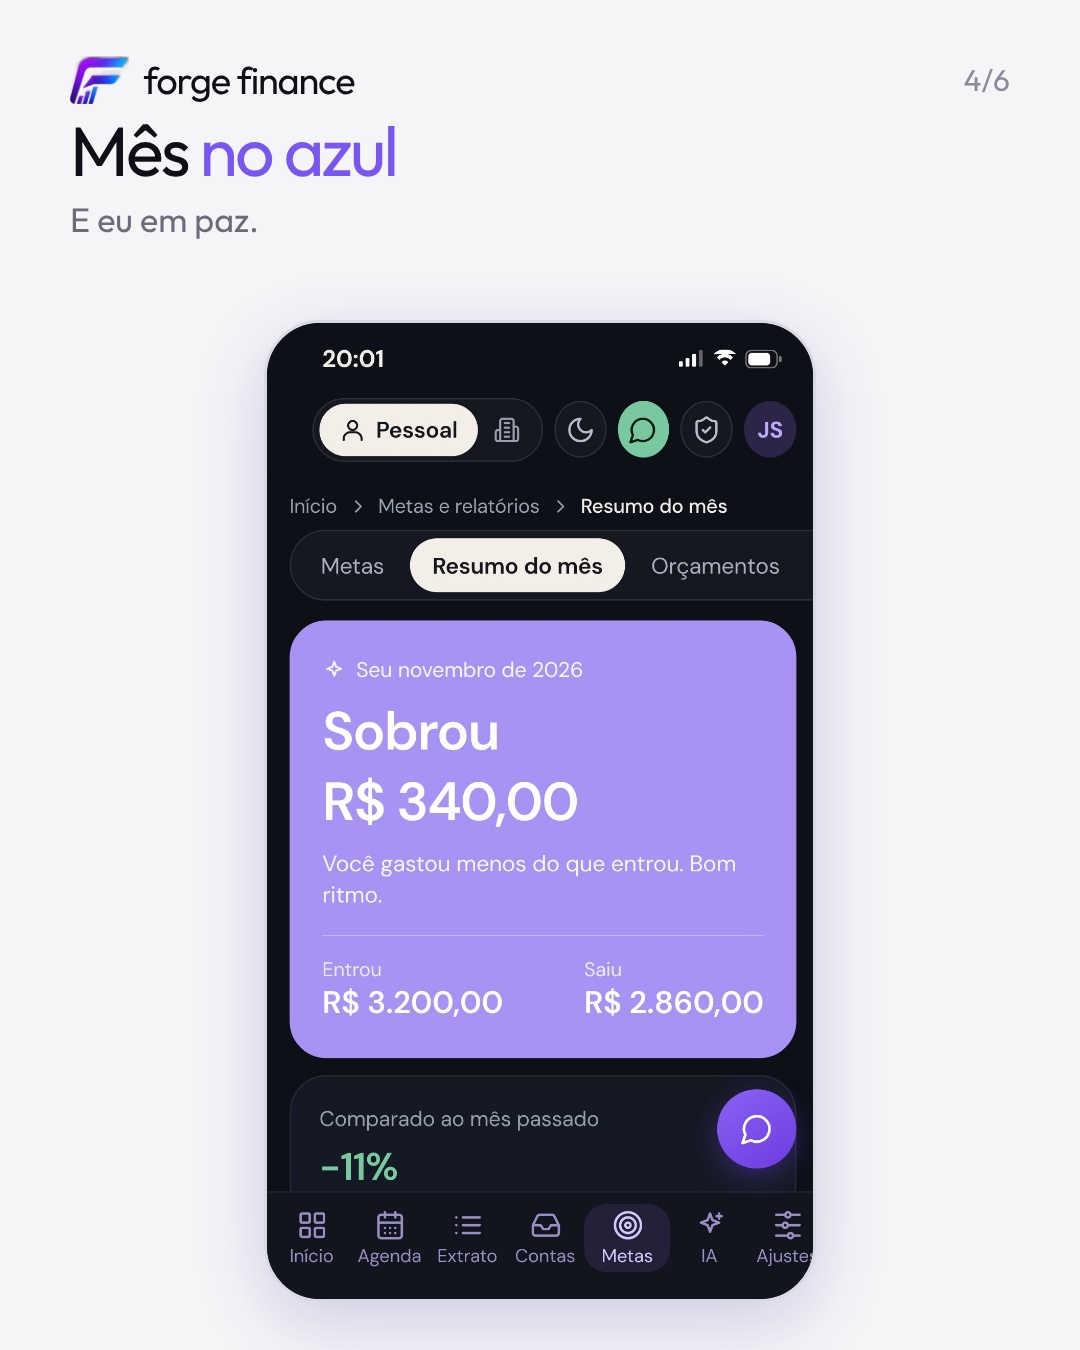 forge finance
4/6
Mês no azul
E eu em paz.
20:01
Pessoal
JS
Início > Metas e relatórios > Resumo do mês
Metas Resumo do mês Orçamentos
Seu novembro de 2026
Sobrou
R$ 340,00
Você gastou menos do que entrou. Bom
ritmo.
Entrou Saiu
R$ 3.200,00 R$ 2.860,00
Comparado ao mês passado
-11%
Início Agenda Extrato Contas Metas IA Ajustes